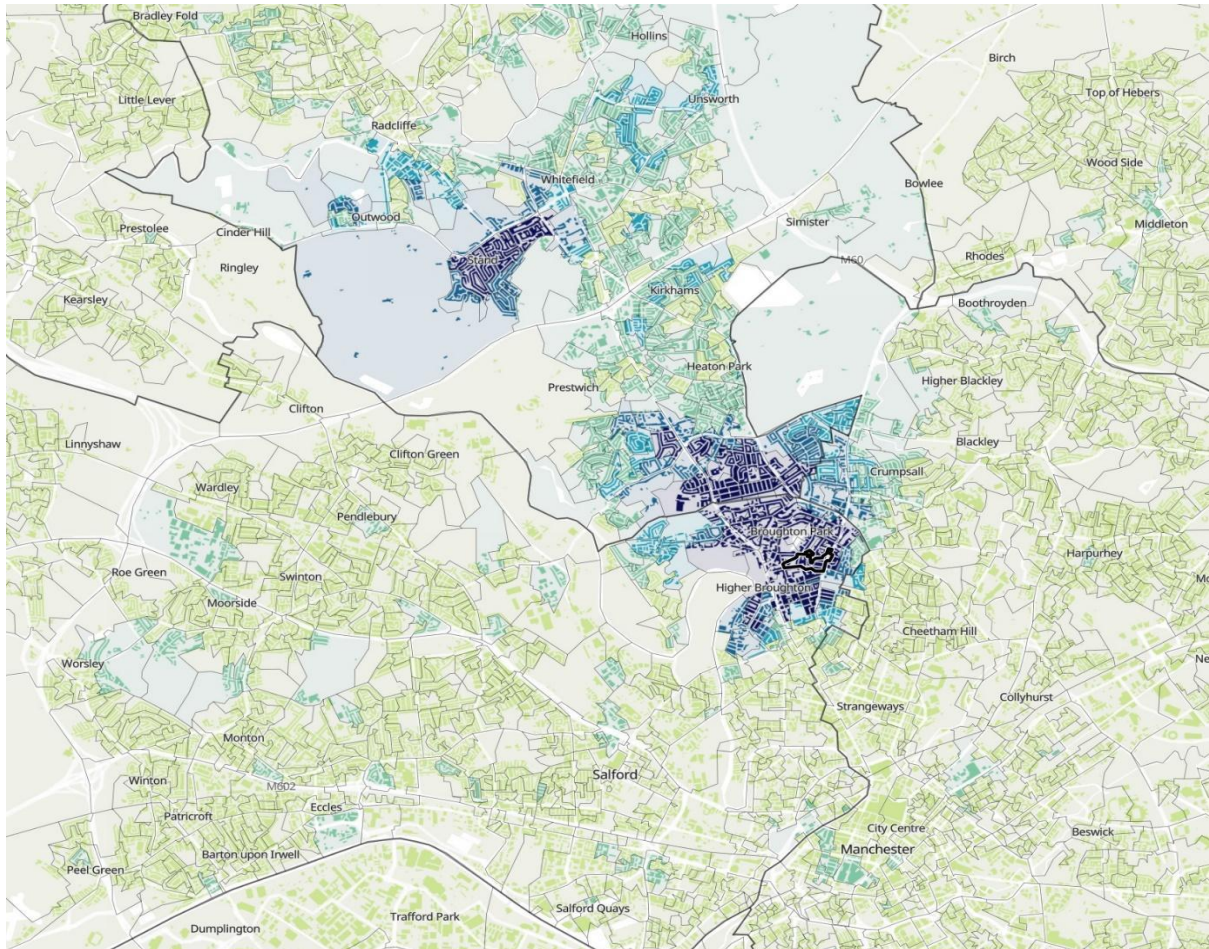 Bradley Fold
Hollins
Birch
Little Lever
Unsworth
Top of Hebers
Radcliffe
Wood Side
Whitefield
Bowlee
Outwood
Simister
Middleton
Prestolee
Cinder Hill
Stand
Ringley
M60
Rhodes
Kearsley
Kirkhams
Boothroyden
Heaton Park
Prestwich
Higher Blackley
Clifton
Linnyshaw
Blackley
Clifton Green
Crumpsall
Wardley
Pendlebury
Broughton Park
Harpurhey
Roe Green
Swinton
Higher Broughton
Moorside
Cheetham Hill
Worsley
Collyhurst
Strangeways
Monton
Salford
Winton
M602
Eccles
Patricroft
City Centre
Beswick
Manchester
Barton upon Irwell
Peel Green
Salford Quays
Trafford Park
Dumplington